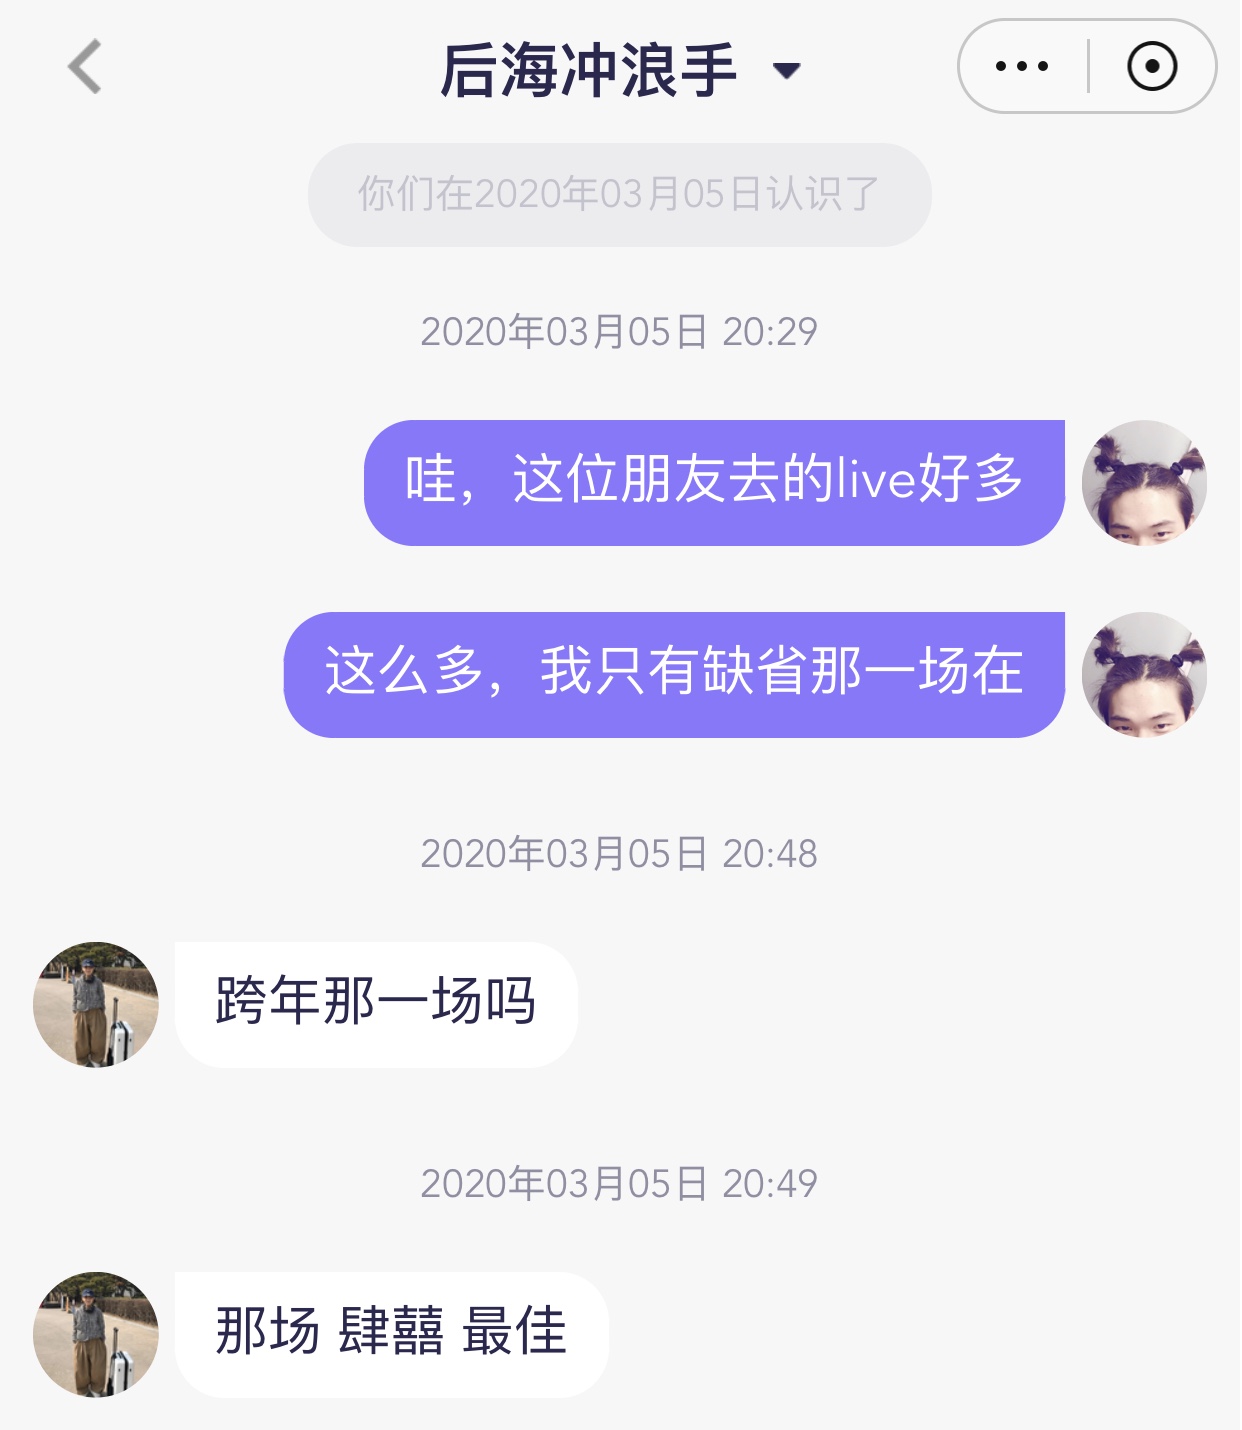 后海冲浪手
你们在2020年03月05日认识了
2020年03月05日 20:29
哇，这位朋友去的live好多
这么多，我只有缺省那一场在
2020年03月05日 20:48
跨年那一场吗
2020年03月05日 20:49
那场 肆囍 最佳